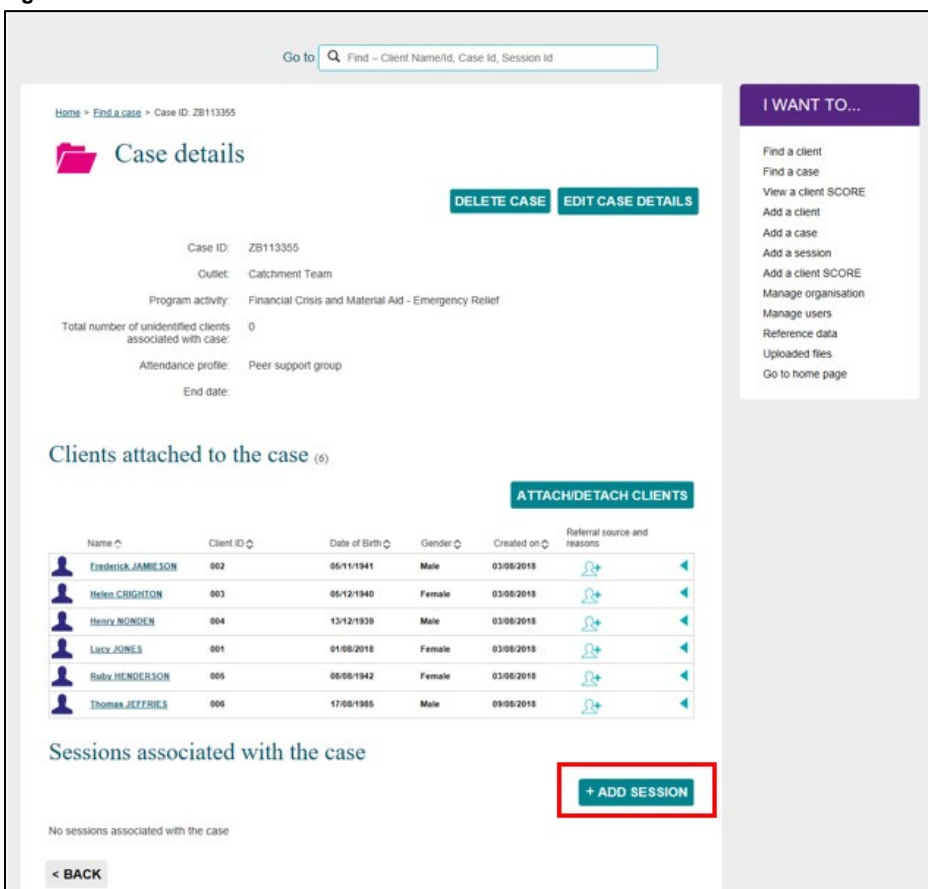 Go to Find – Client Name/Id, Case Id, Session Id
Home > Find a case > Case ID: ZB113355
Case details
DELETE CASE EDIT CASE DETAILS
Case ID: ZB113355
Outlet: Catchment Team
Program activity: Financial Crisis and Material Aid - Emergency Relief
Total number of unidentified clients 0
associated with case:
Attendance profile: Peer support group
End date:
Clients attached to the case (6)
ATTACH/DETACH CLIENTS
Name Client ID Date of Birth Gender Created on Referral source and
reasons
Frederick JAMIESON 002 05/11/1941 Male 03/08/2018
Helen CRIGHTON 003 05/12/1940 Female 03/08/2018
Henry NONDEN 004 13/12/1939 Male 03/08/2018
Lucy JONES 001 01/08/2018 Female 03/08/2018
Ruby HENDERSON 005 08/08/1942 Female 03/08/2018
Thomas JEFFRIES 006 17/08/1985 Male 09/08/2018
Sessions associated with the case
+ ADD SESSION
No sessions associated with the case
< BACK
I WANT TO...
Find a client
Find a case
View a client SCORE
Add a client
Add a case
Add a session
Add a client SCORE
Manage organisation
Manage users
Reference data
Uploaded files
Go to home page